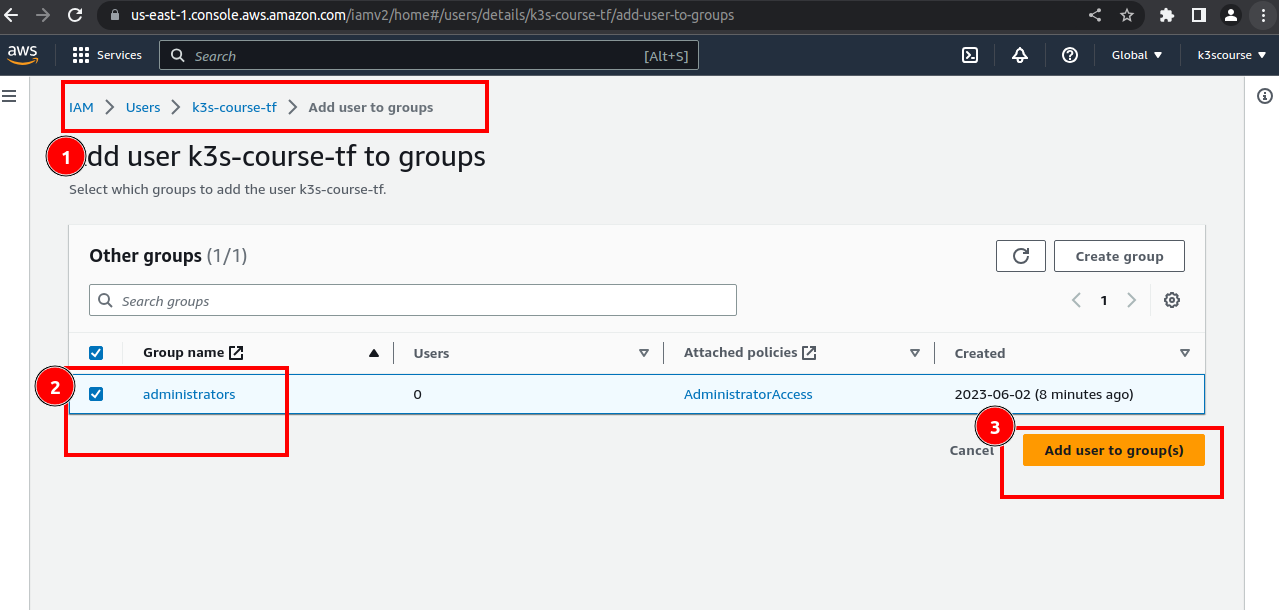 us-east-1.console.aws.amazon.com/iamv2/home#/users/details/k3s-course-tf/add-user-to-groups
aws Services Search [Alt+S] Global k3scourse
IAM Users k3s-course-tf Add user to groups
1
dd user k3s-course-tf to groups
Select which groups to add the user k3s-course-tf.
Other groups (1/1) Create group
Search groups 1
Group name Users Attached policies Created
2
administrators 0 AdministratorAccess 2023-06-02 (8 minutes ago)
3
Cancel Add user to group(s)